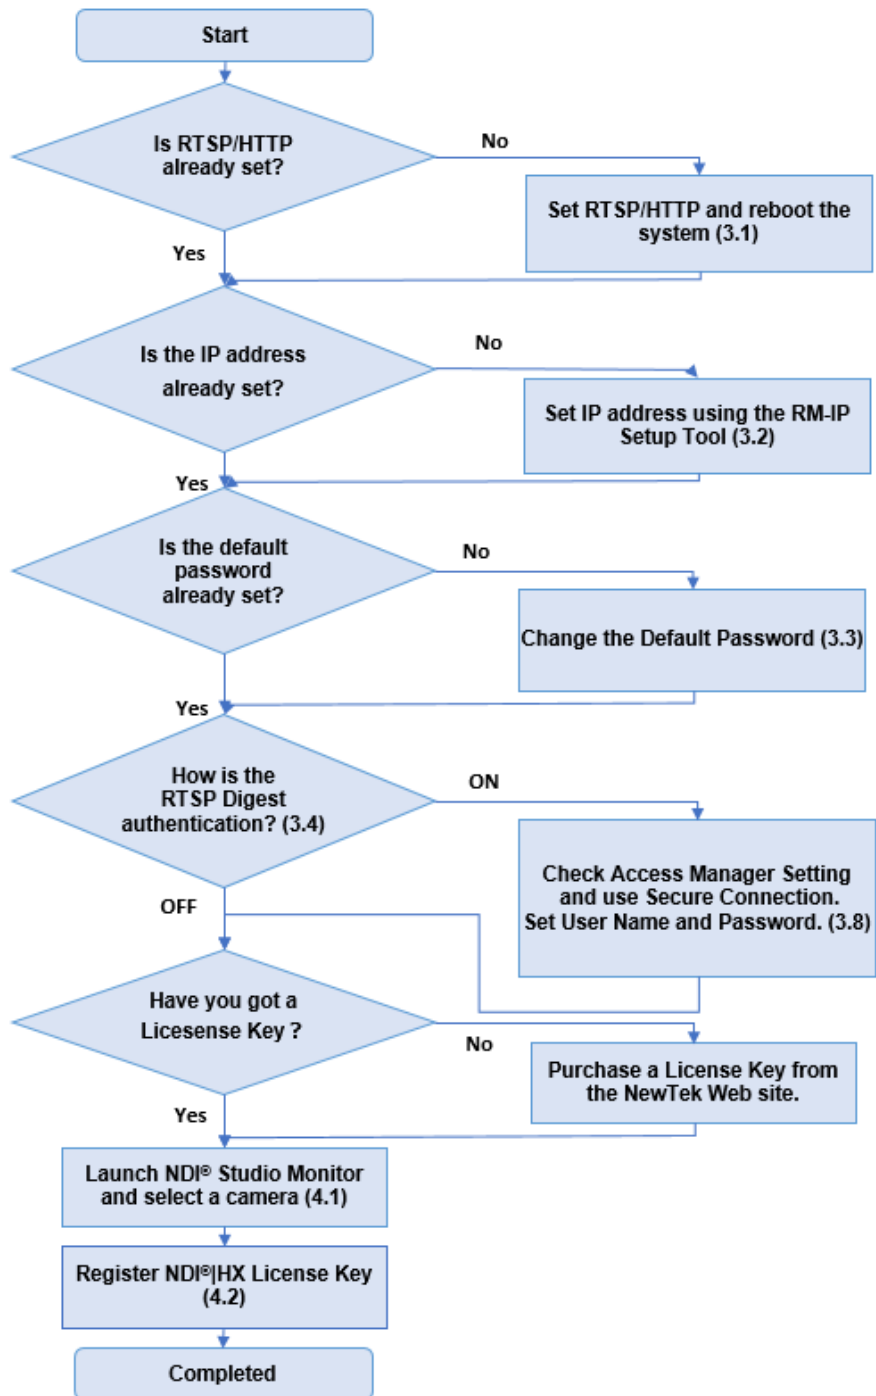 Start
Is RTSP/HTTP
already set?
No
Set RTSP/HTTP and reboot the
system (3.1)
Yes
Is the IP address
already set?
No
Set IP address using the RM-IP
Setup Tool (3.2)
Yes
Is the default
password
already set?
No
Change the Default Password (3.3)
Yes
How is the
RTSP Digest
authentication? (3.4)
ON
Check Access Manager Setting
and use Secure Connection.
Set User Name and Password. (3.8)
OFF
Have you got a
Licesense Key ?
No
Purchase a License Key from
the NewTek Web site.
Yes
Launch NDI® Studio Monitor
and select a camera (4.1)
Register NDI®|HX License Key
(4.2)
Completed